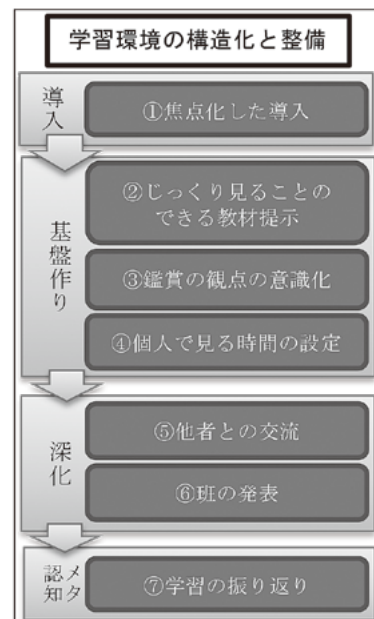 学習環境の構造化と整備
導入
①焦点化した導入
基盤作り
②じっくり見ることの
できる教材提示
③鑑賞の観点の意識化
④個人で見る時間の設定
深化
⑤他者との交流
⑥班の発表
メタ認知
⑦学習の振り返り